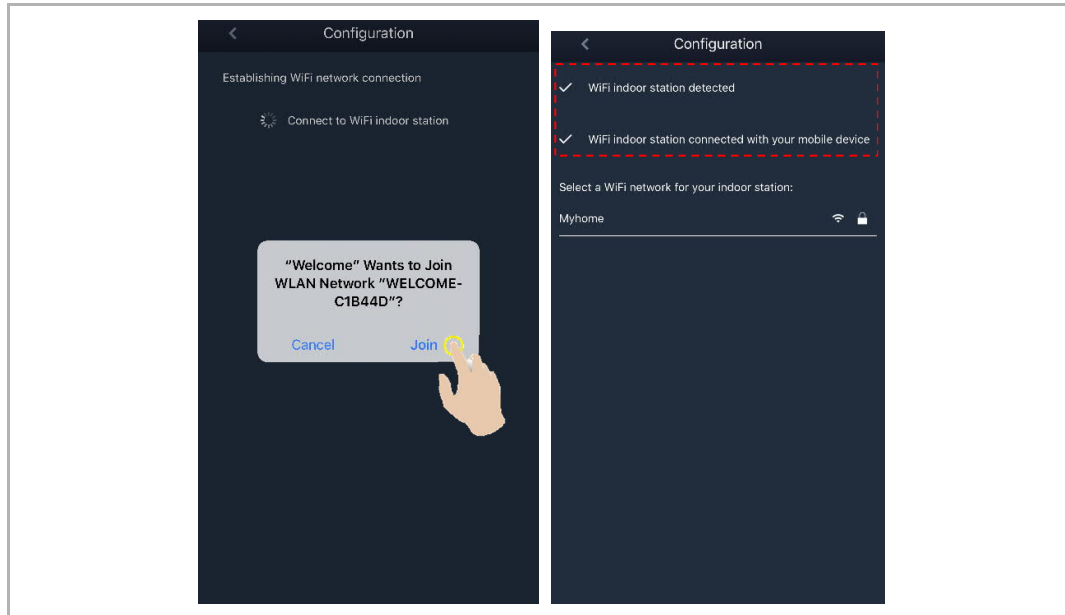 Configuration
Establishing WiFi network connection
Connect to WiFi indoor station
"Welcome" Wants to Join
WLAN Network "WELCOME-
C1B44D"?
Cancel
Join
Configuration
WiFi indoor station detected
WiFi indoor station connected with your mobile device
Select a WiFi network for your indoor station:
Myhome